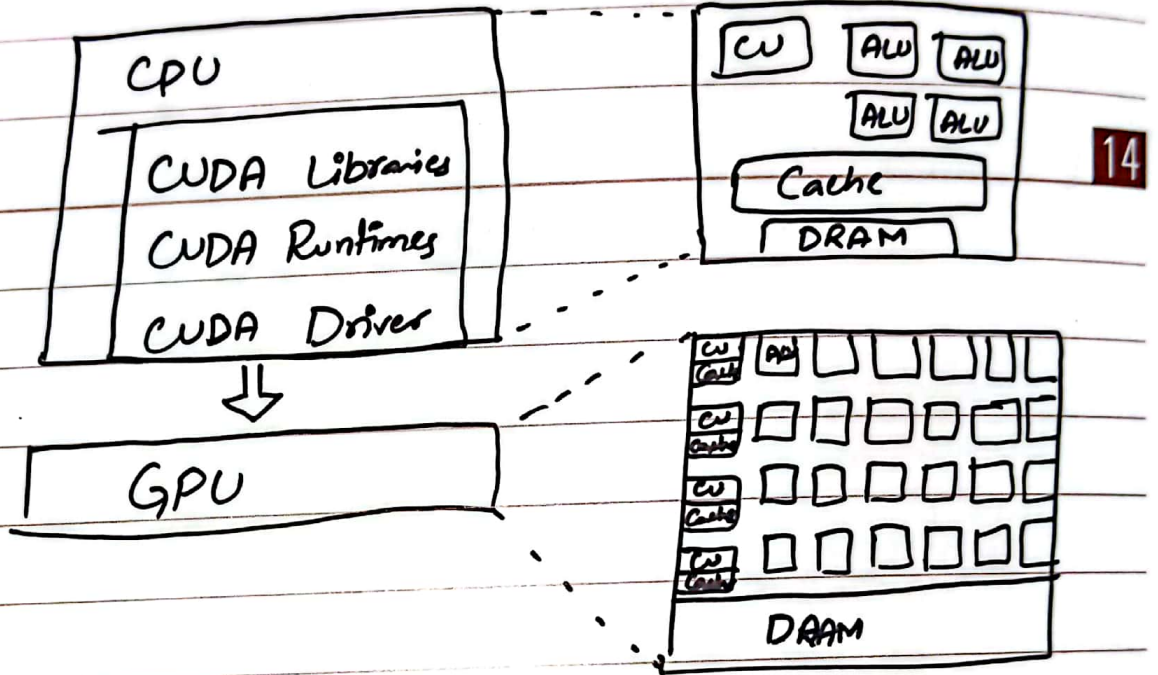 CPU
CUDA Libraries
CUDA Runtimes
CUDA Driver
GPU
CU ALU ALU
ALU ALU
Cache
DRAM
14
CU
Cache
CU
Cache
CU
Cache
CU
Cache
DRAM